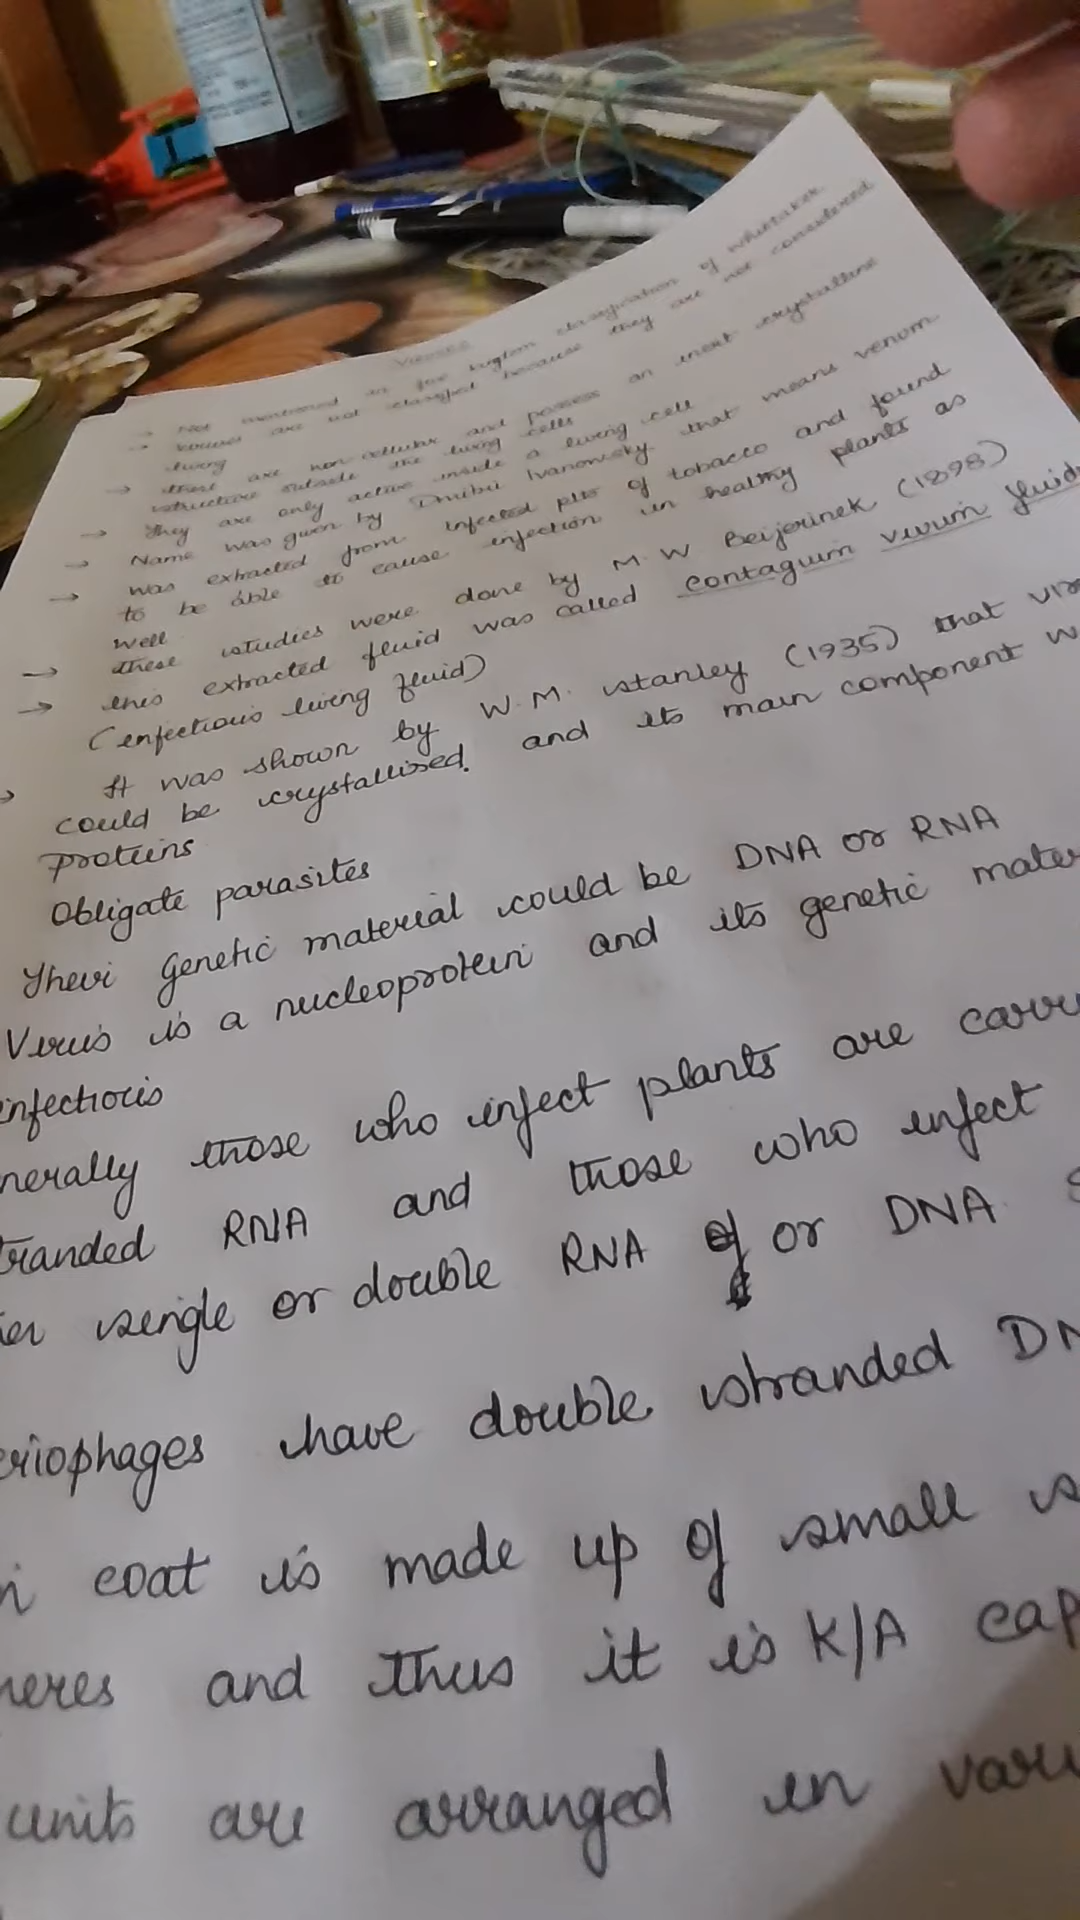 Viruses
→ Not mentioned in five kingdom classification of whittaker
→ viruses are not classified because they are not considered
living
→ these are non cellular and possess an inert crystalline
structure outside the living cells
→ They are only active inside a living cell
→ Name was given by Dmitri Ivanowsky that means venom
→ was extracted from infected plts of tobacco and found
to be able to cause infection in healthy plants as
well
→ these studies were done by M.W Beijerinek (1898)
→ this extracted fluid was called contagium vivum fluid
(infectious living fluid)
→ It was shown by W.M. stanley (1935) that vir
could be crystallised. and its main component w
proteins
Obligate parasites
Their Genetic material could be DNA or RNA
Virus is a nucleoprotein and its genetic mater
infectious
nerally those who infect plants are carry
tranded RNA and those who infect
her single or double RNA or DNA s
eriophages have double stranded DN
n coat is made up of small s
meres and thus it is K/A cap
units are arranged in vari